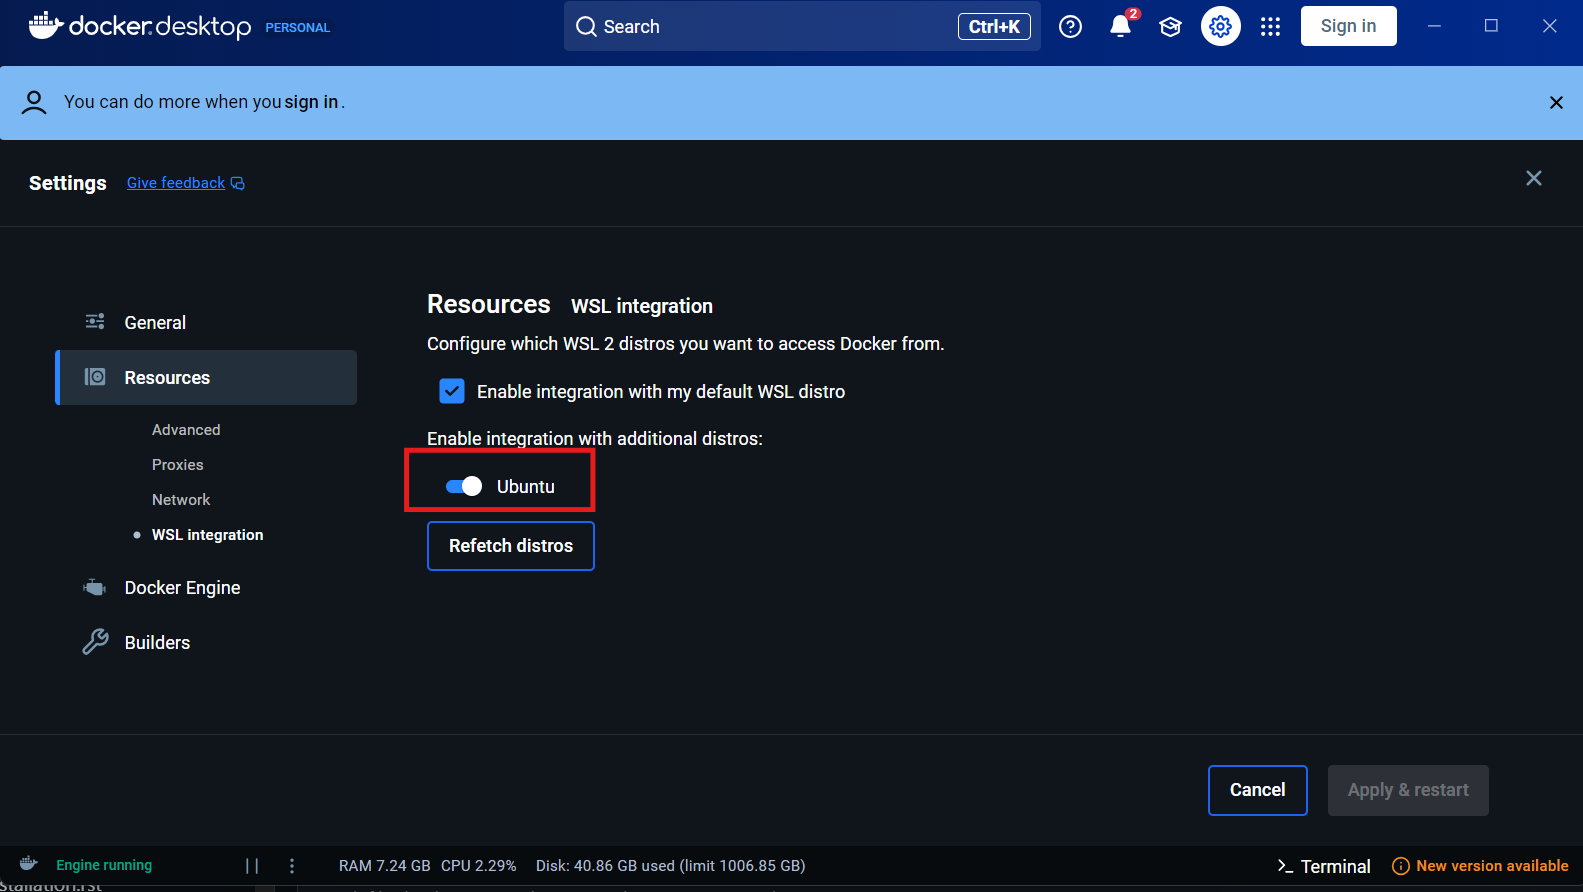 docker.desktop PERSONAL
Search
Ctrl+K
2
Sign in
You can do more when you sign in.
Settings
Give feedback
General
Resources
Advanced
Proxies
Network
WSL integration
Docker Engine
Builders
Resources WSL integration
Configure which WSL 2 distros you want to access Docker from.
Enable integration with my default WSL distro
Enable integration with additional distros:
Ubuntu
Refetch distros
Cancel
Apply & restart
Engine running
RAM 7.24 GB CPU 2.29% Disk: 40.86 GB used (limit 1006.85 GB)
Terminal
New version available